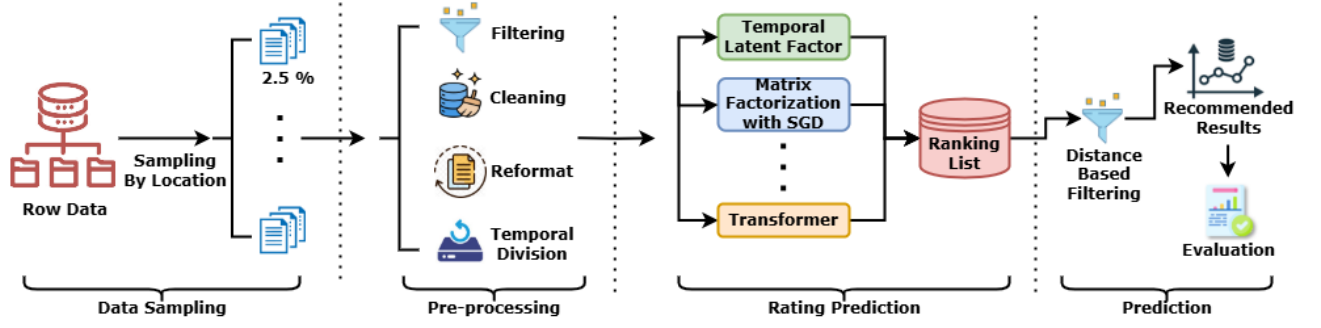 Row Data
Sampling
By Location
2.5 %
Data Sampling
Filtering
Cleaning
Reformat
Temporal
Division
Pre-processing
Temporal
Latent Factor
Matrix
Factorization
with SGD
Transformer
Ranking
List
Rating Prediction
Distance
Based
Filtering
Recommended
Results
Evaluation
Prediction